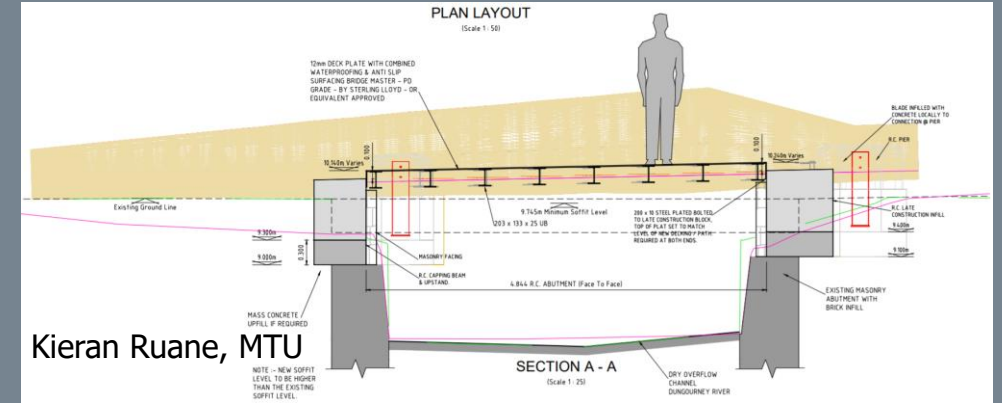 PLAN LAYOUT
(Scale 1 : 50)
12mm DECK PLATE WITH COMBINED
WATERPROOFING & ANTI SLIP
SURFACING BRIDGE MASTER - PD
GRADE - BY STERLING LLOYD - OR
EQUIVALENT APPROVED
BLADE INFILLED WITH
CONCRETE LOCALLY TO
CONNECTION @ PIER
R.C. PIER
10.140m Varies
0.100
0.100
10.240m Varies
Existing Ground Line
9.745m Minimum Soffit Level
203 x 133 x 25 UB
200 x 10 STEEL PLATED BOLTED
TO LATE CONSTRUCTION BLOCK,
TOP OF PLAT SET TO MATCH
LEVEL OF NEW DECKING / PATH
REQUIRED AT BOTH ENDS.
R.C. LATE
CONSTRUCTION INFILL
9.400m
9.100m
9.300m
9.000m
0.300
MASONRY FACING
R.C. CAPPING BEAM
& UPSTAND.
4.844 R.C. ABUTMENT (Face To Face)
MASS CONCRETE
UPFILL IF REQUIRED
EXISTING MASONRY
ABUTMENT WITH
BRICK INFILL
Kieran Ruane, MTU
NOTE :- NEW SOFFIT
LEVEL TO BE HIGHER
THAN THE EXISTING
SOFFIT LEVEL.
SECTION A - A
(Scale 1 : 25)
DRY OVERFLOW
CHANNEL
DUNGOURNEY RIVER